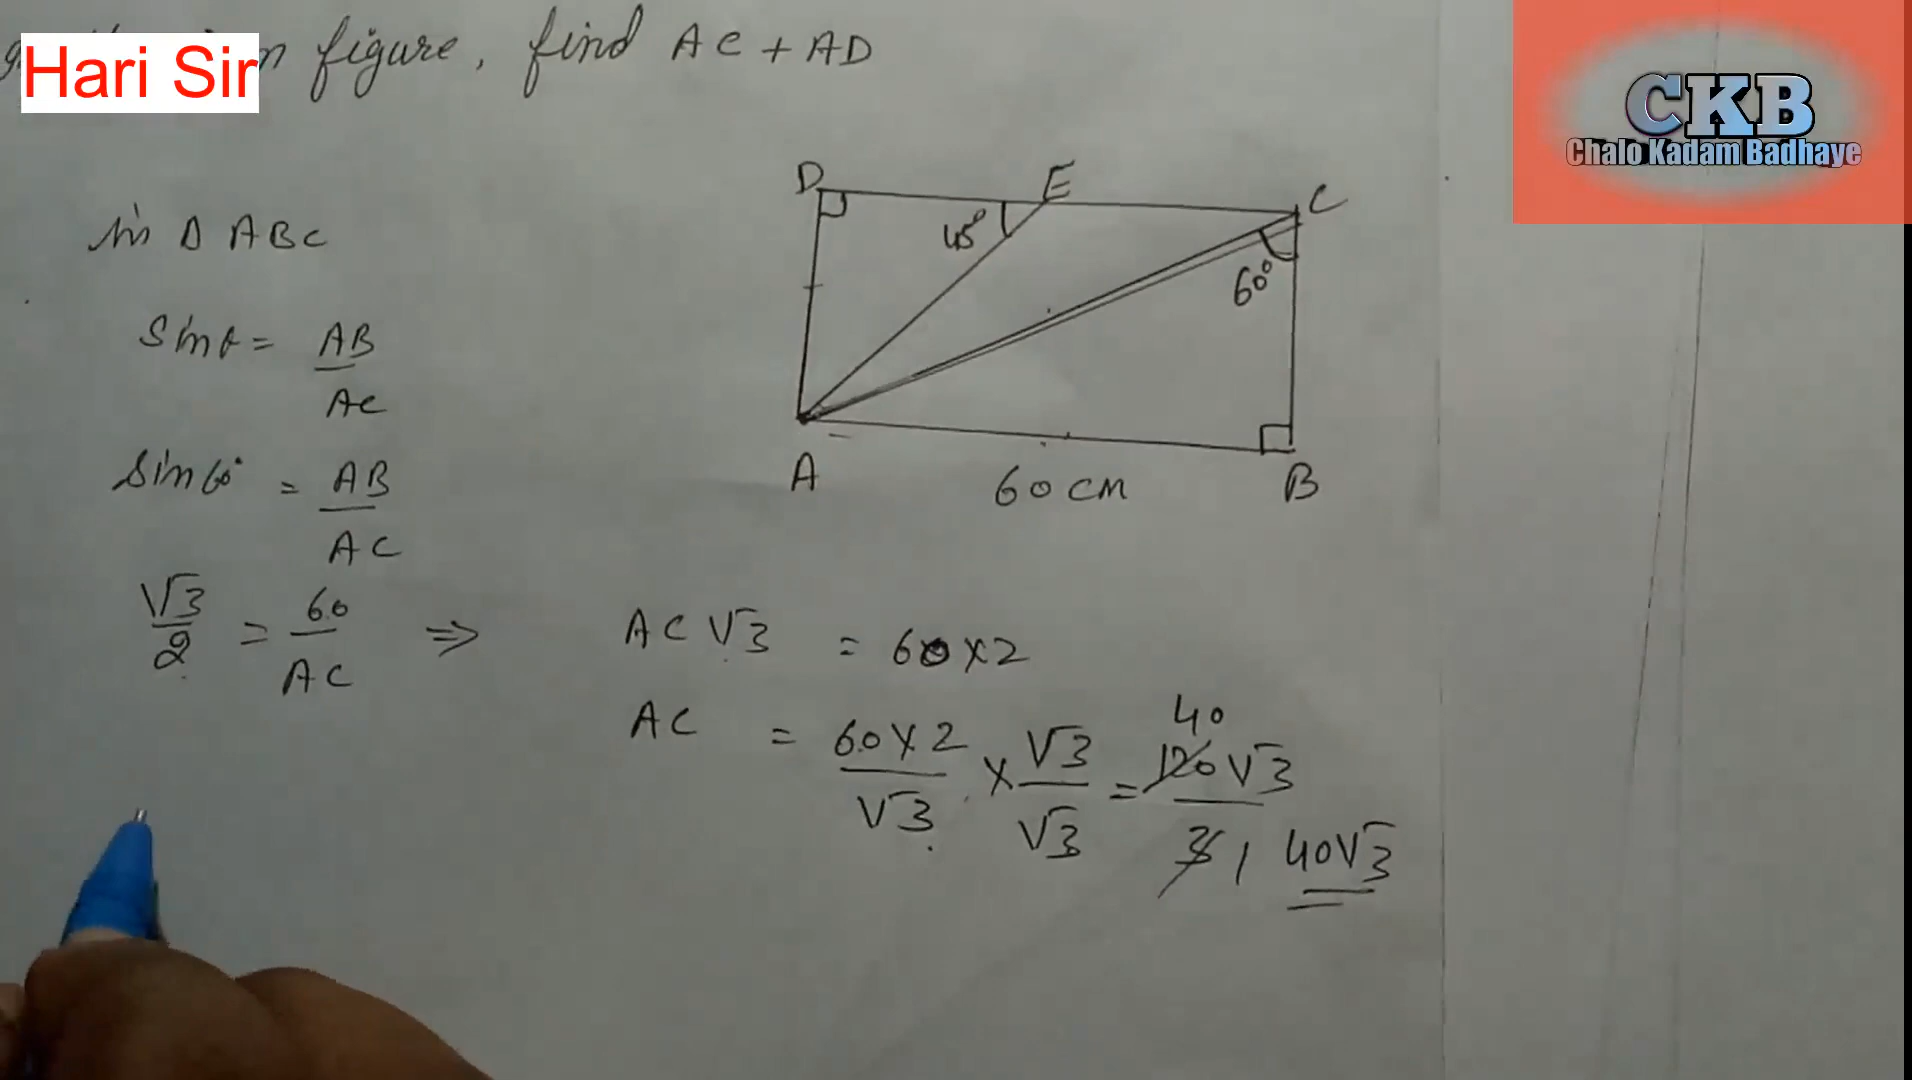 Hari Sir
figure, find AC + AD
CKB
Chalo Kadam Badhaye
D E C
In Δ ABC
45°
60°
Sinθ = AB / AC
A 60 CM B
Sin60° = AB / AC
√3/2 = 60/AC ⇒ AC√3 = 60×2
AC = 60×2/√3 × √3/√3 = 40 120√3 / 3 1 40√3